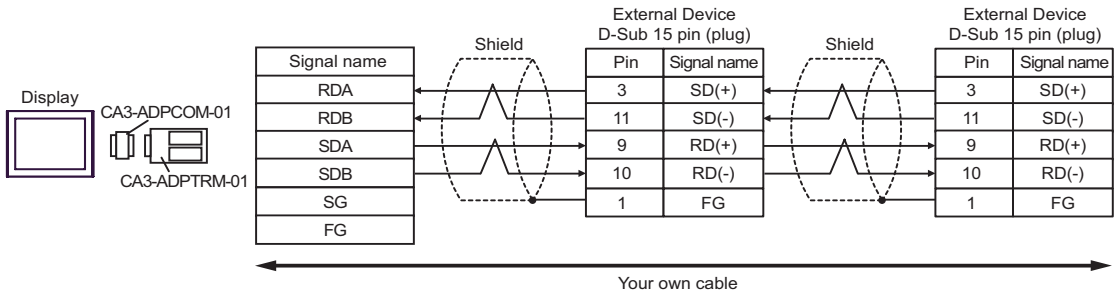 External Device
D-Sub 15 pin (plug)
External Device
D-Sub 15 pin (plug)
Shield
Shield
Signal name
Pin Signal name
Pin Signal name
RDA
3 SD(+)
3 SD(+)
Display
CA3-ADPCOM-01
RDB
11 SD(-)
11 SD(-)
SDA
9 RD(+)
9 RD(+)
CA3-ADPTRM-01
SDB
10 RD(-)
10 RD(-)
SG
1 FG
1 FG
FG
Your own cable